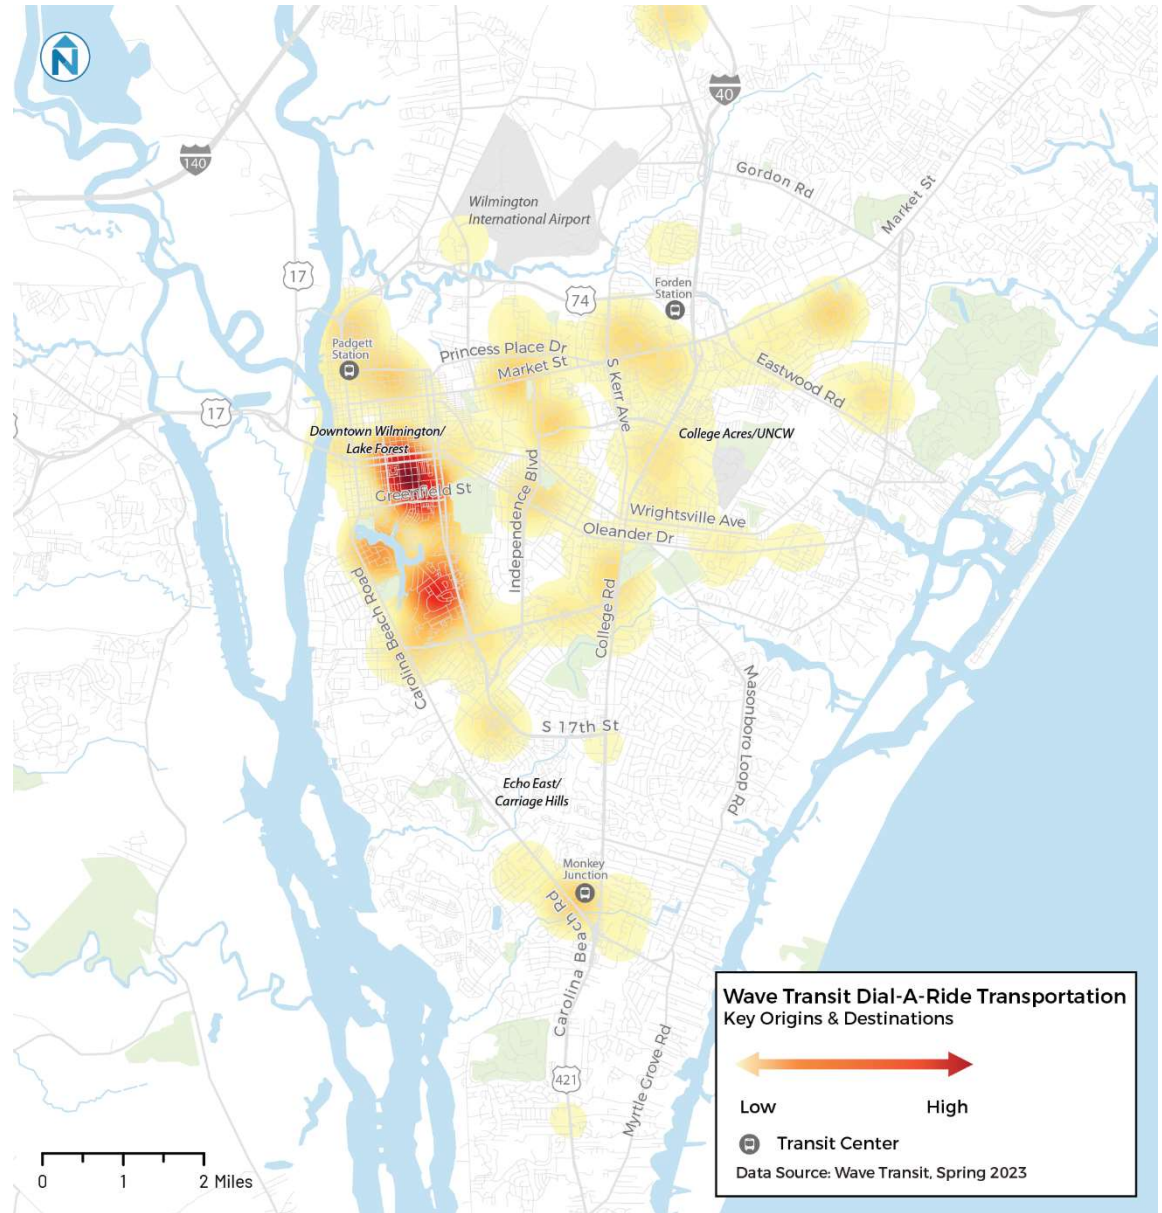 N
40
140
Gordon Rd
Market St
Wilmington
International Airport
17
Forden
Station
74
Padgett
Station
Princess Place Dr
Market St
S Kerr Ave
Eastwood Rd
17
Downtown Wilmington/
Lake Forest
College Acres/UNCW
Greenfield St
Independence Blvd
Wrightsville Ave
Oleander Dr
Carolina Beach Road
College Rd
Masonboro Loop Rd
S 17th St
Echo East/
Carriage Hills
Monkey
Junction
Carolina Beach Rd
421
Myrtle Grove Rd
Wave Transit Dial-A-Ride Transportation
Key Origins & Destinations
Low High
Transit Center
Data Source: Wave Transit, Spring 2023
0 1 2 Miles